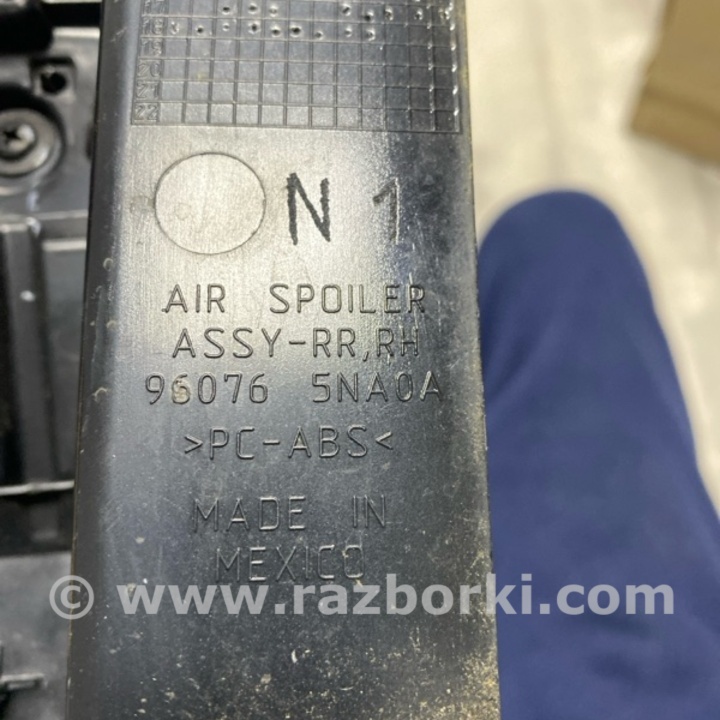 N 1
AIR SPOILER
ASSY-RR,RH
96076 5NA0A
>PC-ABS<
MADE IN
MEXICO
© www.razborki.com